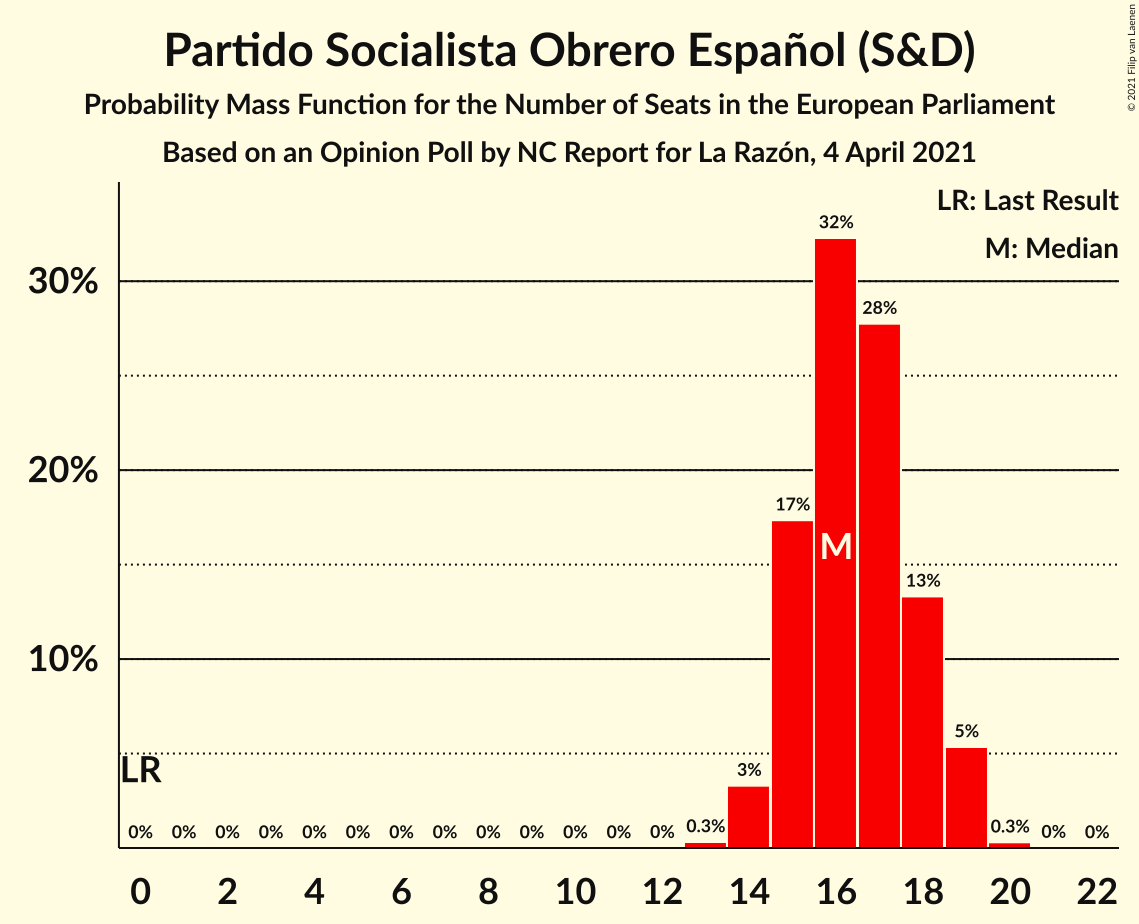 Partido Socialista Obrero Español (S&D)
Probability Mass Function for the Number of Seats in the European Parliament
Based on an Opinion Poll by NC Report for La Razón, 4 April 2021
© 2021 Filip van Laenen
LR: Last Result
M: Median
30%
20%
10%
LR
M
0% 0% 0% 0% 0% 0% 0% 0% 0% 0% 0% 0% 0% 0.3% 3% 17% 32% 28% 13% 5% 0.3% 0% 0%
0 2 4 6 8 10 12 14 16 18 20 22